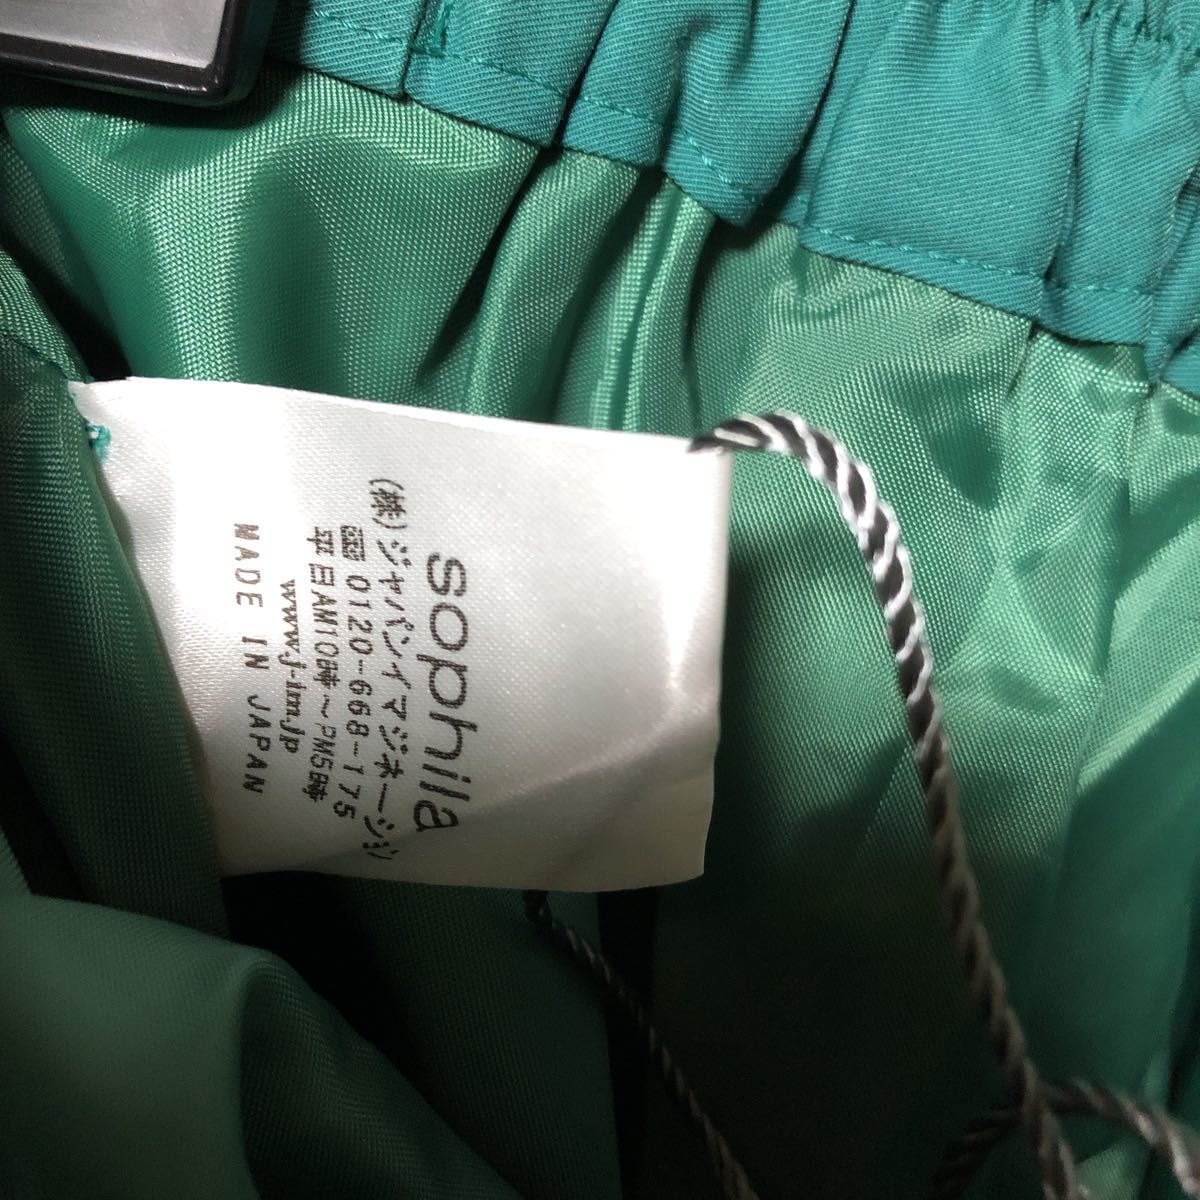 sophila
(株)ジャパンイマジネーション
0120-668-175
平日AM10時～PM5時
www.j-im.jp
MADE IN JAPAN